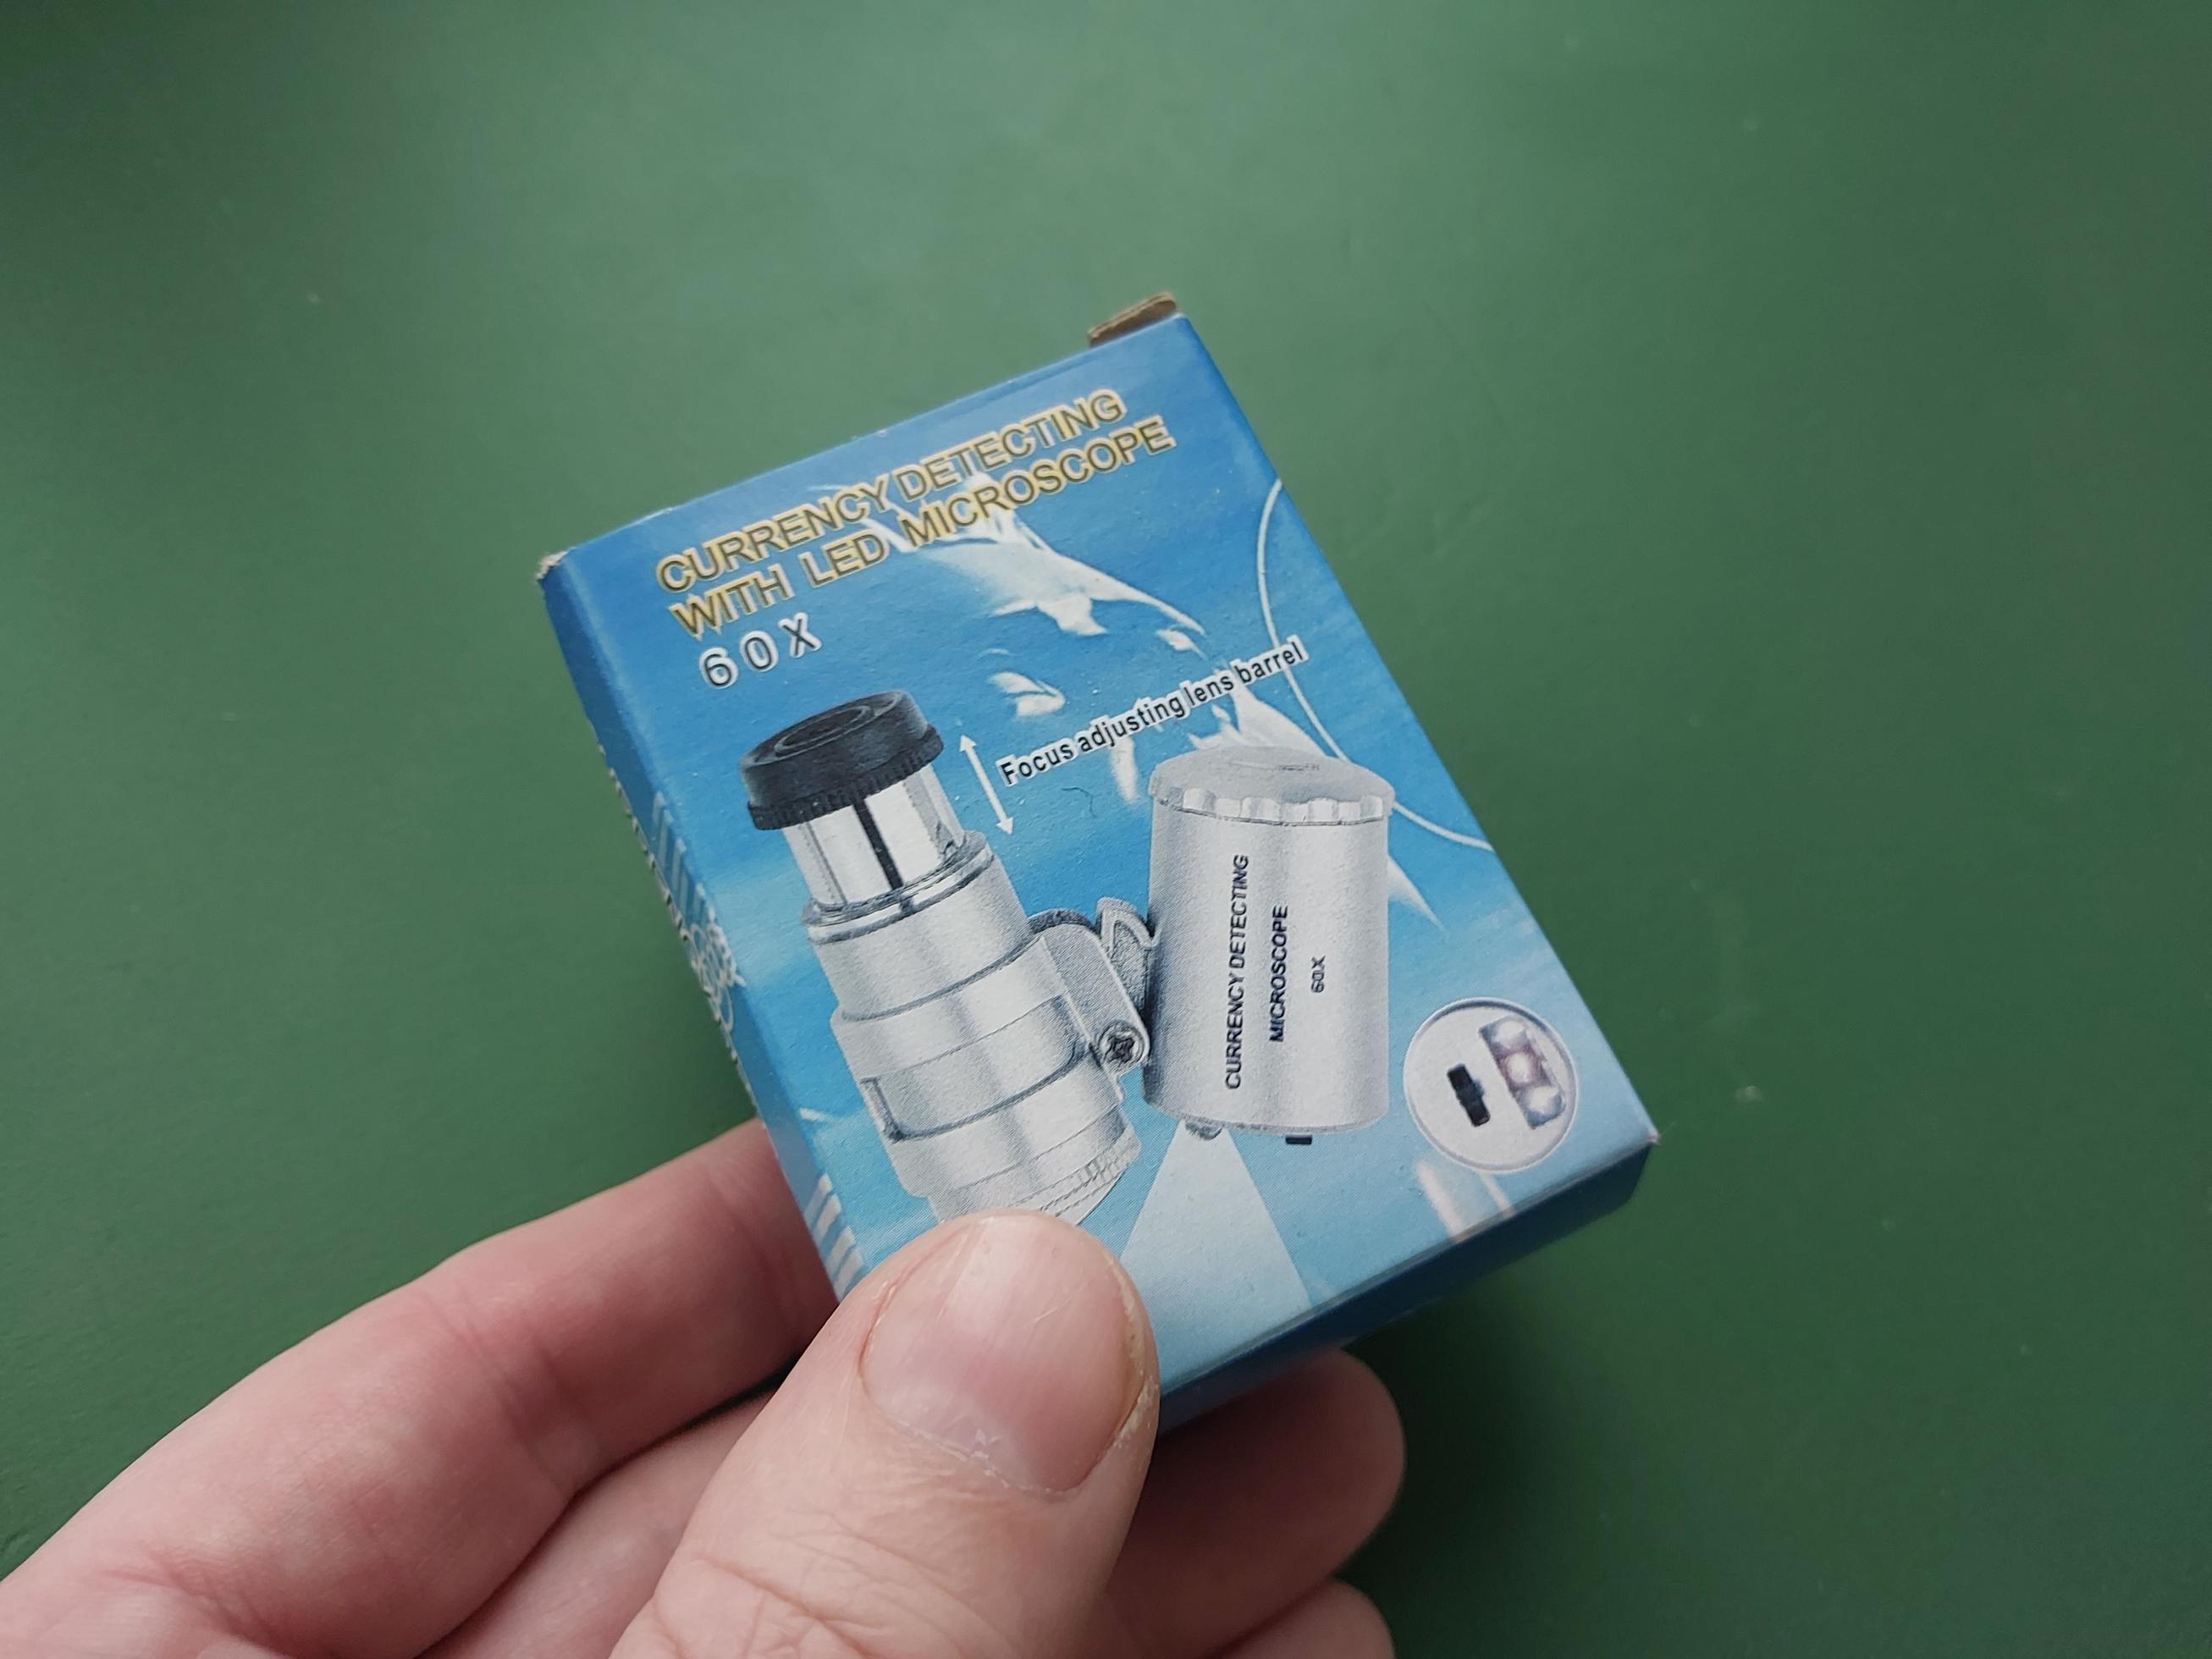 CURRENCY DETECTING
WITH LED MICROSCOPE
60X
Focus adjusting lens barrel
CURRENCY DETECTING
MICROSCOPE
60X